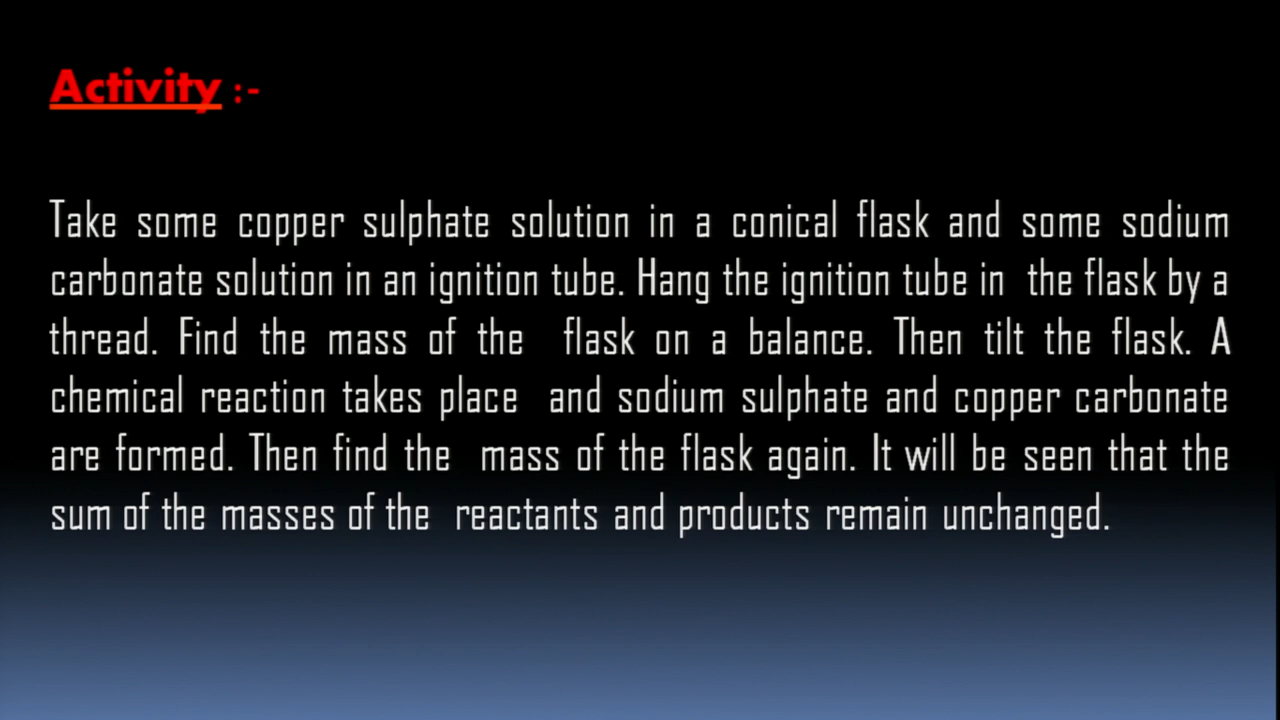 Activity :-
Take some copper sulphate solution in a conical flask and some sodium
carbonate solution in an ignition tube. Hang the ignition tube in the flask by a
thread. Find the mass of the flask on a balance. Then tilt the flask. A
chemical reaction takes place and sodium sulphate and copper carbonate
are formed. Then find the mass of the flask again. It will be seen that the
sum of the masses of the reactants and products remain unchanged.